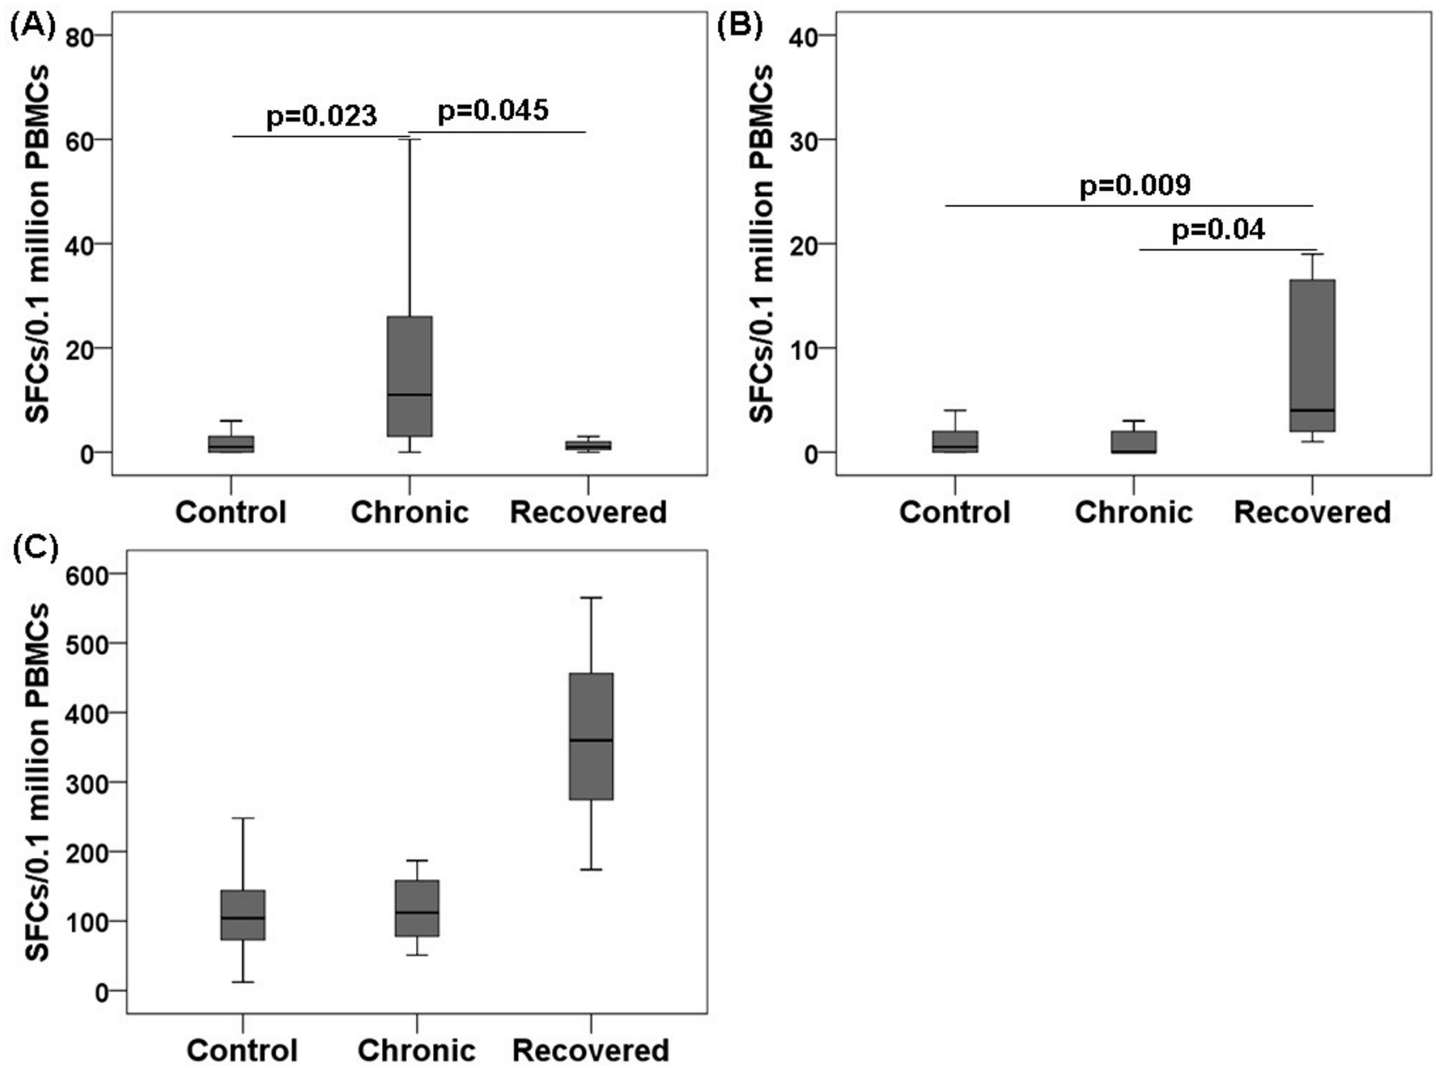 (A)
SFCs/0.1 million PBMCs
80
60
40
20
0
p=0.023
p=0.045
Control
Chronic
Recovered
(B)
SFCs/0.1 million PBMCs
40
30
20
10
0
p=0.009
p=0.04
Control
Chronic
Recovered
(C)
SFCs/0.1 million PBMCs
600
500
400
300
200
100
0
Control
Chronic
Recovered